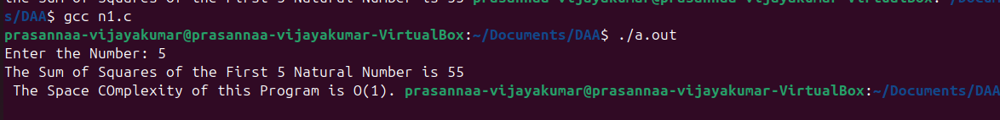 the Sum of Squares of the First 5 Natural Number is 55 prasannaa-vijayakumar@prasannaa-vijayakumar-VirtualBox:~/Docum
s/DAA$ gcc n1.c
prasannaa-vijayakumar@prasannaa-vijayakumar-VirtualBox:~/Documents/DAA$ ./a.out
Enter the Number: 5
The Sum of Squares of the First 5 Natural Number is 55
 The Space COmplexity of this Program is O(1). prasannaa-vijayakumar@prasannaa-vijayakumar-VirtualBox:~/Documents/DAA